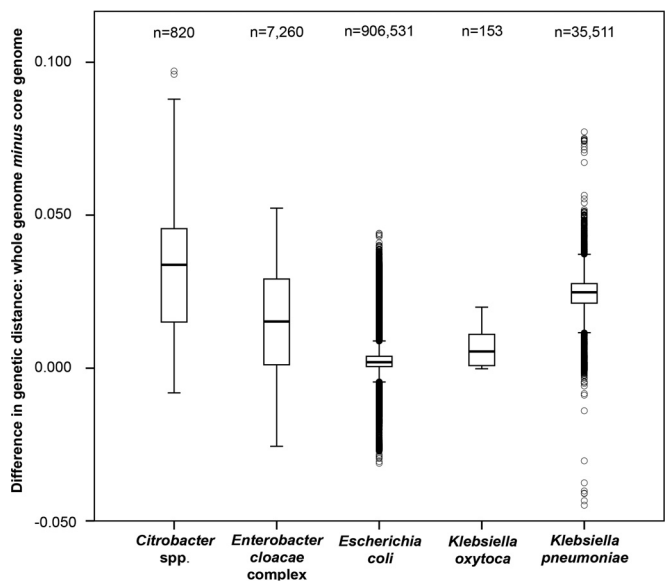 n=820 n=7,260 n=906,531 n=153 n=35,511
0.100
0.050
0.000
-0.050
Difference in genetic distance: whole genome minus core genome
Citrobacter spp.
Enterobacter cloacae complex
Escherichia coli
Klebsiella oxytoca
Klebsiella pneumoniae